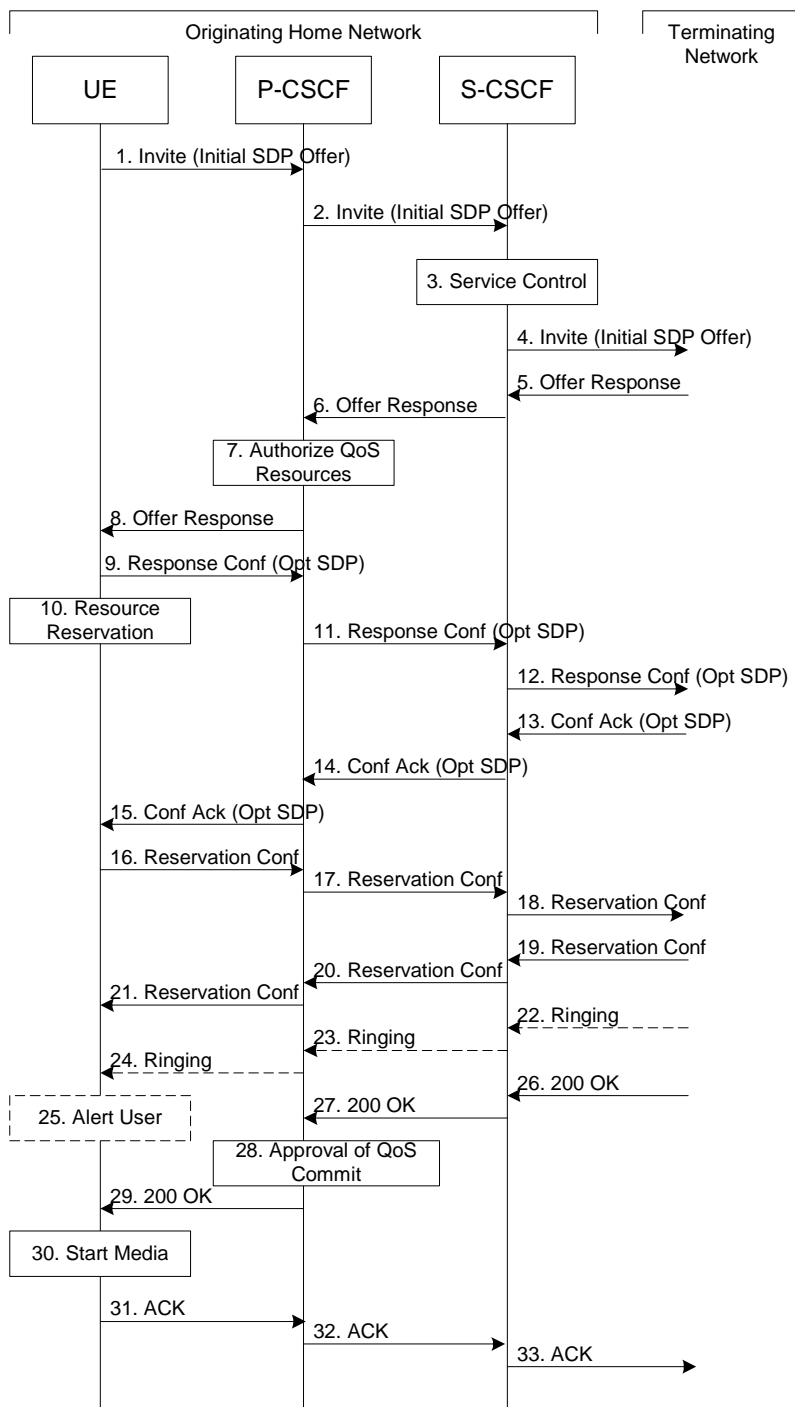 Originating Home Network
Terminating
Network
UE
P-CSCF
S-CSCF
1. Invite (Initial SDP Offer)
2. Invite (Initial SDP Offer)
3. Service Control
4. Invite (Initial SDP Offer)
5. Offer Response
6. Offer Response
7. Authorize QoS
Resources
8. Offer Response
9. Response Conf (Opt SDP)
10. Resource
Reservation
11. Response Conf (Opt SDP)
12. Response Conf (Opt SDP)
13. Conf Ack (Opt SDP)
14. Conf Ack (Opt SDP)
15. Conf Ack (Opt SDP)
16. Reservation Conf
17. Reservation Conf
18. Reservation Conf
19. Reservation Conf
20. Reservation Conf
21. Reservation Conf
22. Ringing
23. Ringing
24. Ringing
26. 200 OK
25. Alert User
27. 200 OK
28. Approval of QoS
Commit
29. 200 OK
30. Start Media
31. ACK
32. ACK
33. ACK